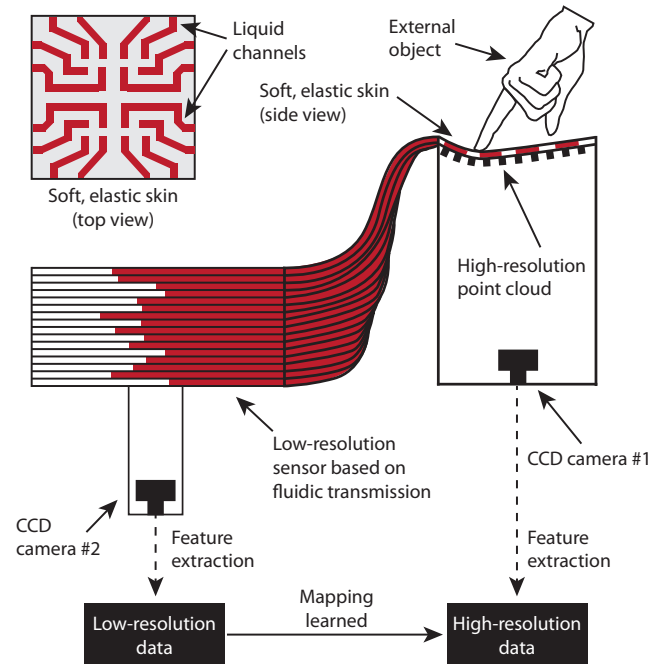 Liquid
channels
External
object
Soft, elastic skin
(side view)
Soft, elastic skin
(top view)
High-resolution
point cloud
Low-resolution
sensor based on
fluidic transmission
CCD camera #1
CCD
camera #2
Feature
extraction
Feature
extraction
Mapping
learned
Low-resolution
data
High-resolution
data